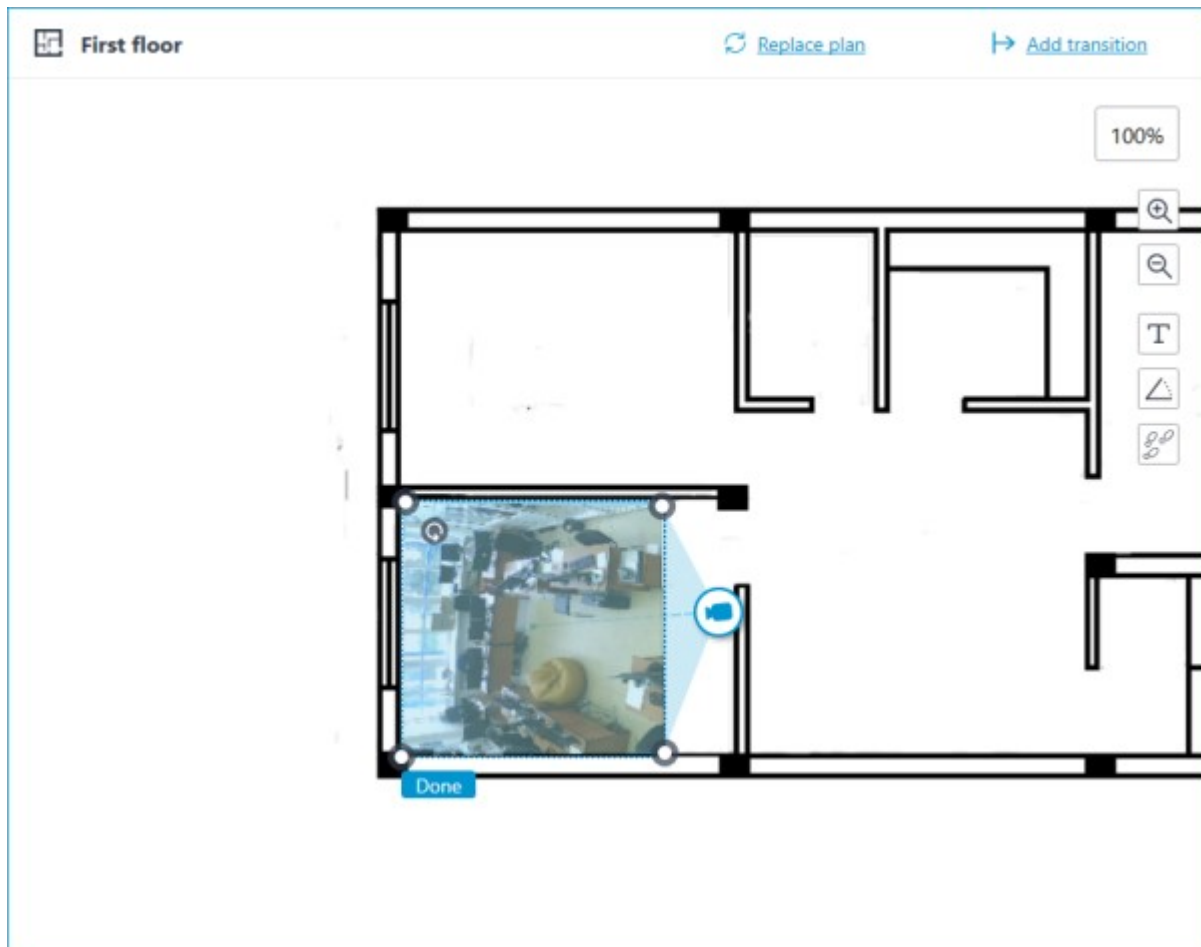 First floor
Replace plan
Add transition
100%
T
Done